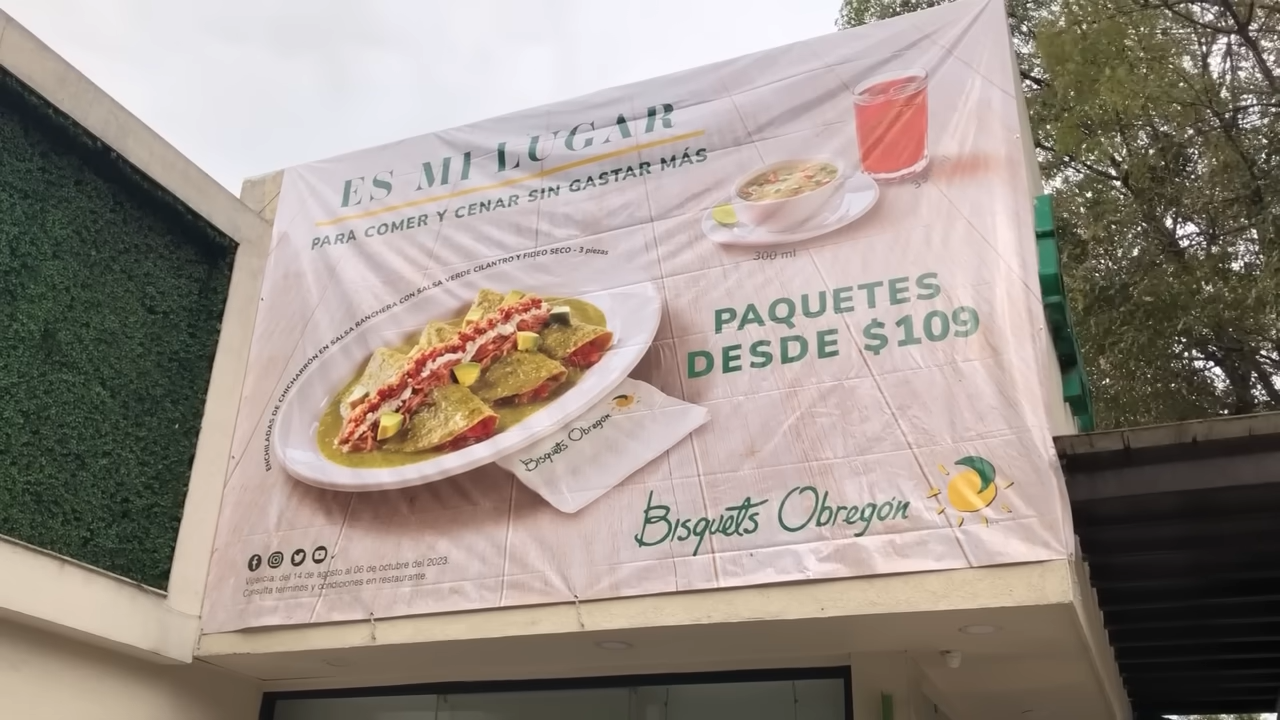 ES MI LUGAR
PARA COMER Y CENAR SIN GASTAR MÁS
ENCHILADAS DE CHICHARRÓN EN SALSA RANCHERA CON SALSA VERDE CILANTRO Y FIDEO SECO - 3 piezas
300 ml
PAQUETES
DESDE $109
Bisquets Obregón
Bisquets Obregón
Vigencia: del 14 de agosto al 06 de octubre del 2023.
Consulta términos y condiciones en restaurante.